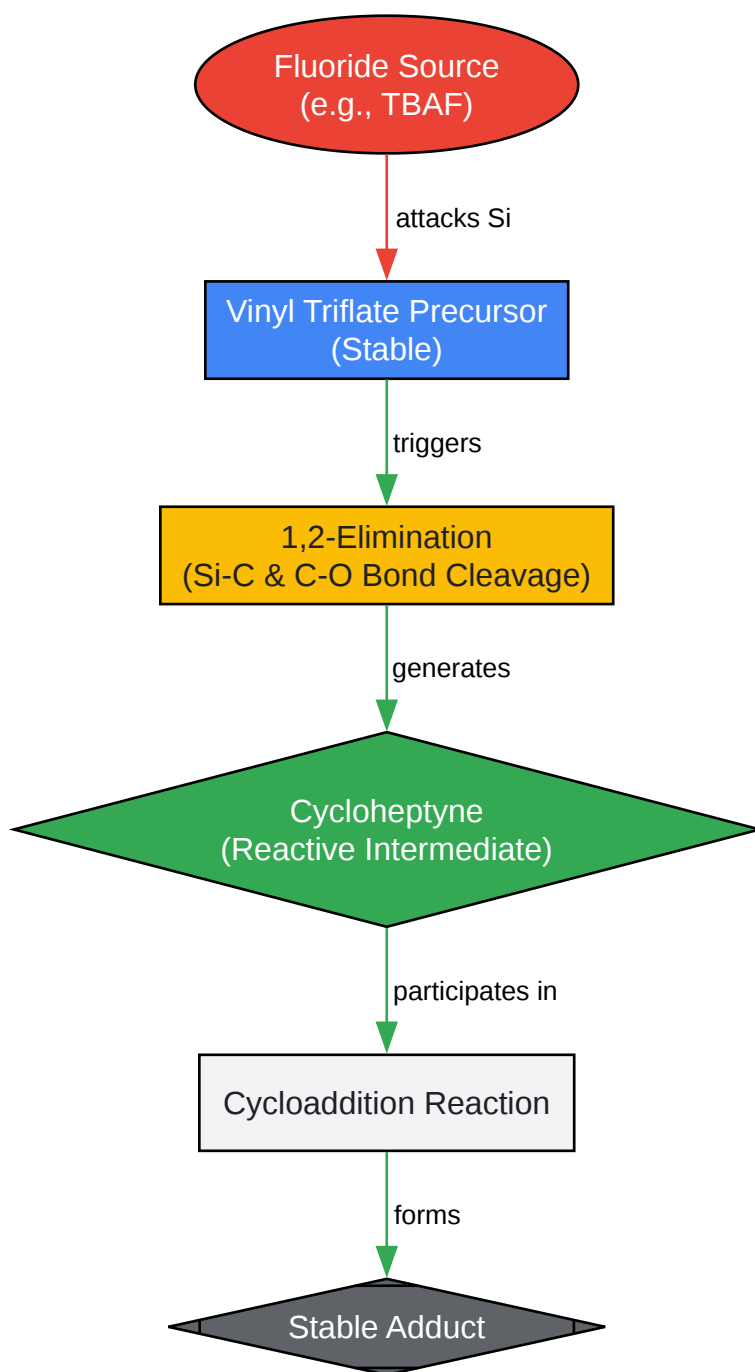 Fluoride Source
(e.g., TBAF)
attacks Si
Vinyl Triflate Precursor
(Stable)
triggers
1,2-Elimination
(Si-C & C-O Bond Cleavage)
generates
Cycloheptyne
(Reactive Intermediate)
participates in
Cycloaddition Reaction
forms
Stable Adduct